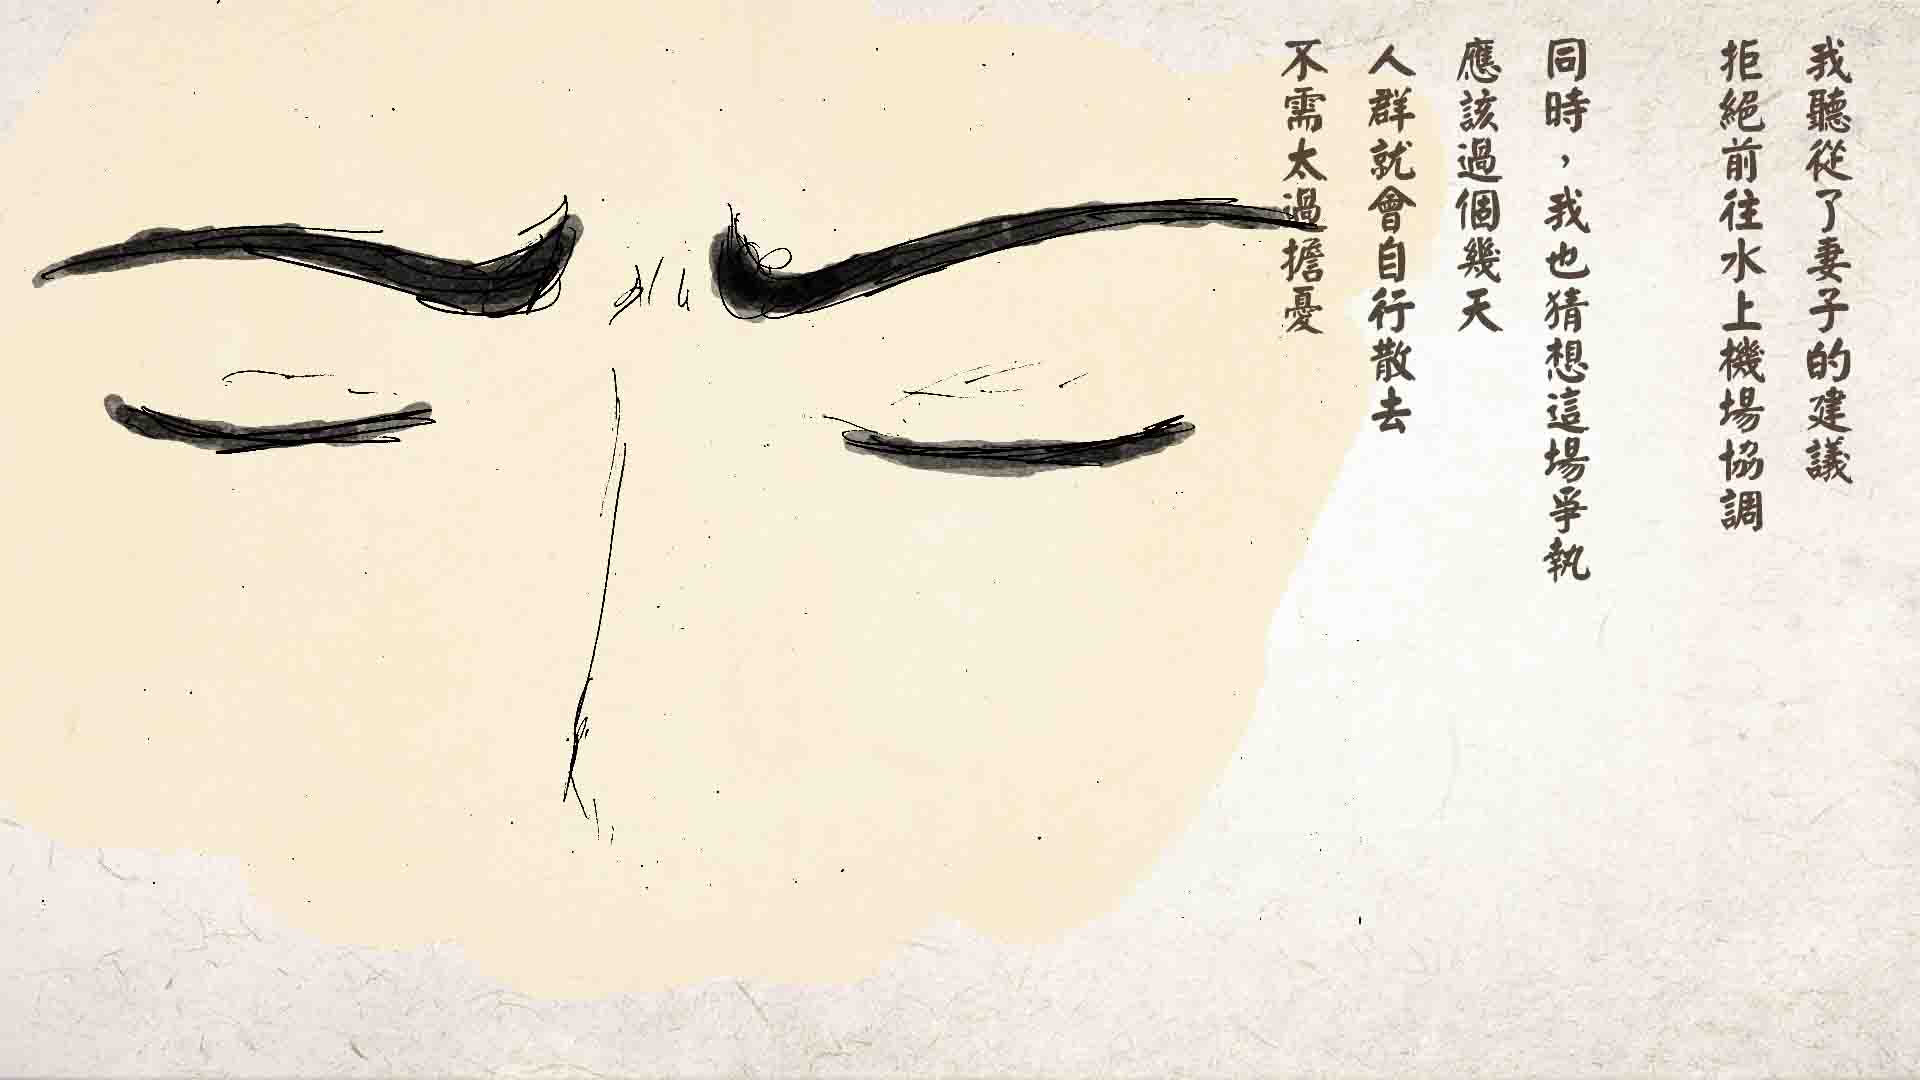 我聽從了妻子的建議
拒絕前往水上機場協調
同時，我也猜想這場爭執
應該過個幾天
人群就會自行散去
不需太過擔憂